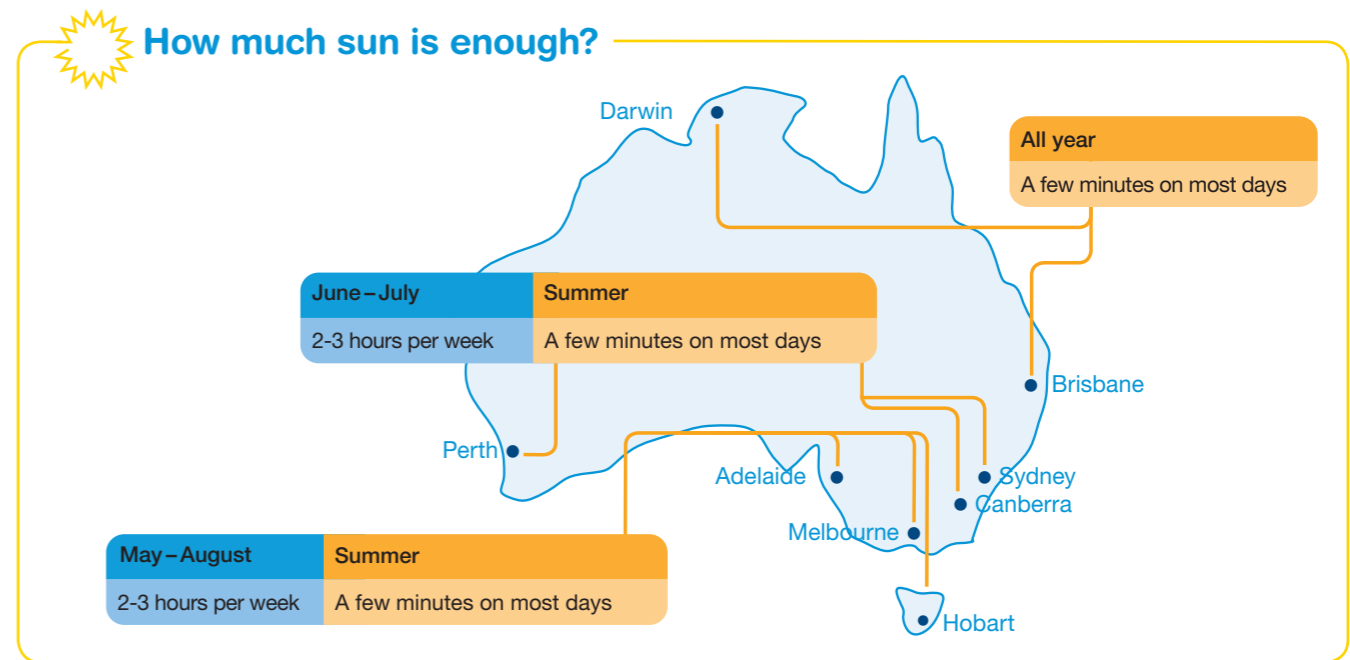 How much sun is enough?
Darwin
All year
A few minutes on most days
June–July
Summer
2-3 hours per week
A few minutes on most days
Brisbane
Perth
Adelaide
Sydney
Canberra
Melbourne
May–August
Summer
2-3 hours per week
A few minutes on most days
Hobart